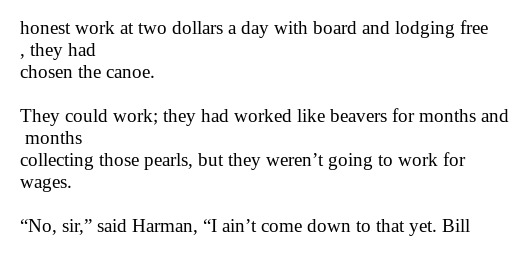 honest work at two dollars a day with board and lodging free
, they had
chosen the canoe.
They could work; they had worked like beavers for months and
months
collecting those pearls, but they weren’t going to work for
wages.
“No, sir,” said Harman, “I ain’t come down to that yet. Bill